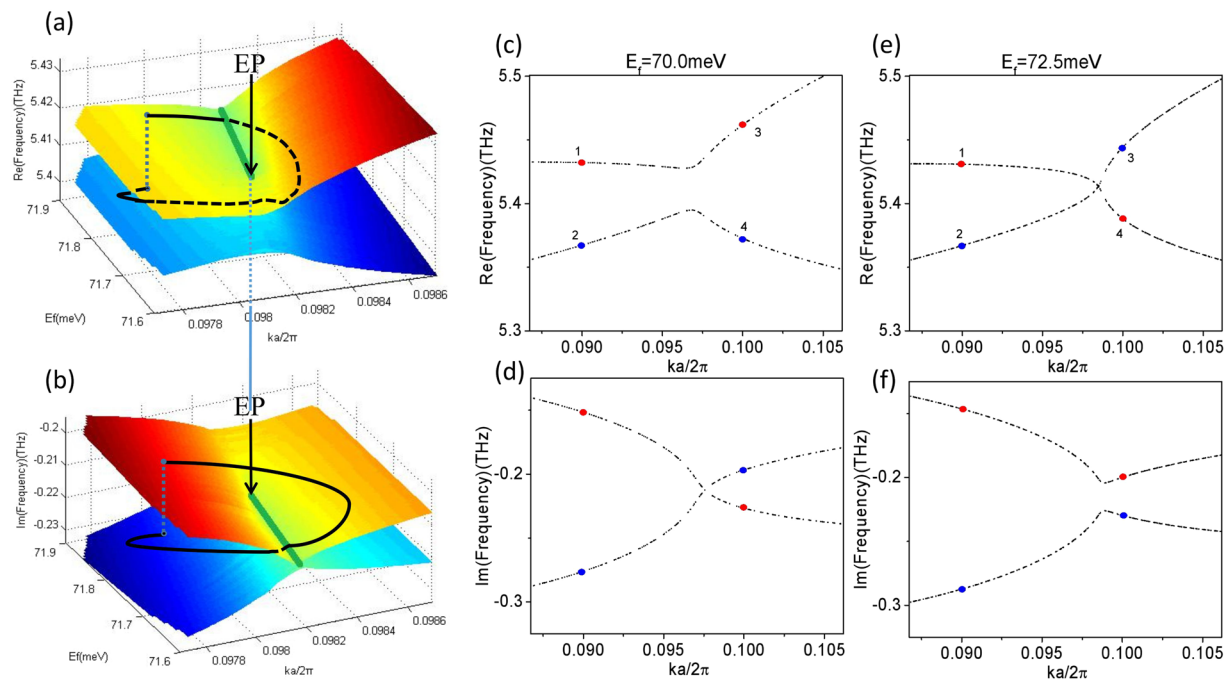 (a)
EP
5.43
5.42
5.41
5.4
5.39
Re(Frequency)(THz)
71.9
71.8
71.7
71.6
Ef(meV)
0.0978
0.098
0.0982
0.0984
0.0986
ka/2π
(b)
EP
-0.2
-0.21
-0.22
-0.23
Im(Frequency)(THz)
71.9
71.8
71.7
71.6
Ef(meV)
0.0978
0.098
0.0982
0.0984
0.0986
ka/2π
(c)
E_f=70.0meV
5.5
5.4
5.3
Re(Frequency)(THz)
1
2
3
4
0.090
0.095
0.100
0.105
ka/2π
(d)
-0.2
-0.3
Im(Frequency)(THz)
0.090
0.095
0.100
0.105
ka/2π
(e)
E_f=72.5meV
5.5
5.4
5.3
Re(Frequency)(THz)
1
2
3
4
0.090
0.095
0.100
0.105
ka/2π
(f)
-0.2
-0.3
Im(Frequency)(THz)
0.090
0.095
0.100
0.105
ka/2π